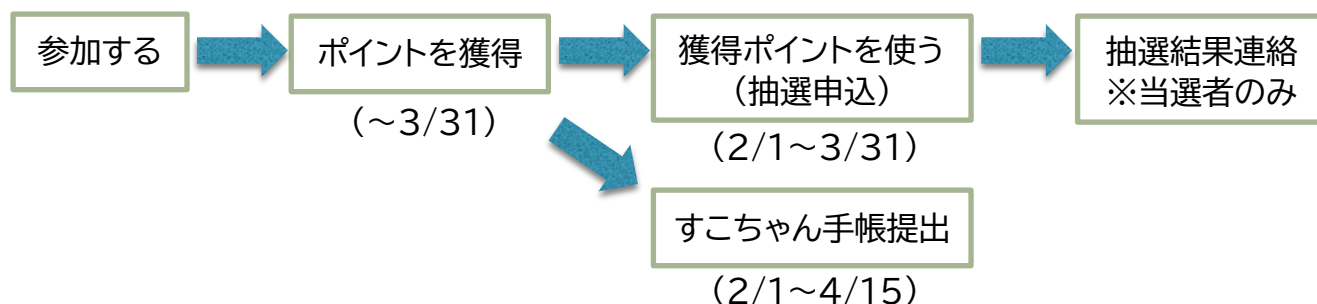 参加する
ポイントを獲得
(～3/31)
獲得ポイントを使う
(抽選申込)
(2/1～3/31)
抽選結果連絡
※当選者のみ
すこちゃん手帳提出
(2/1～4/15)